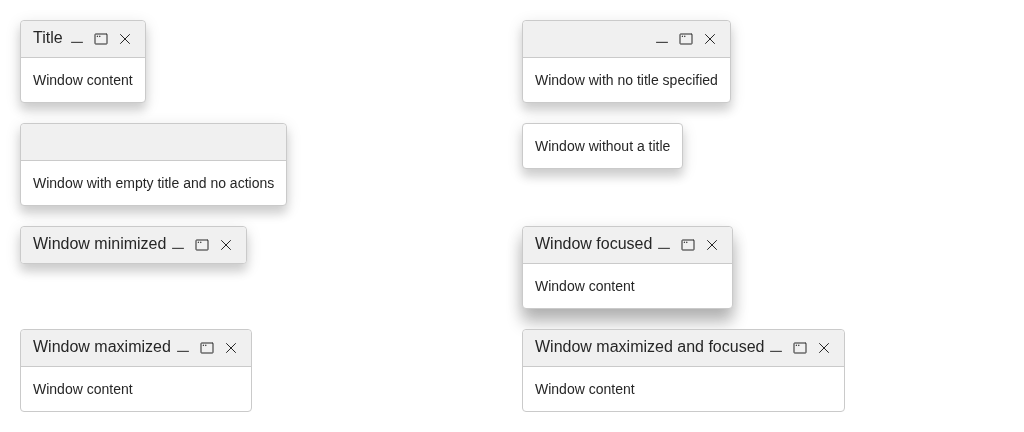 Title
Window content
Window with no title specified
Window with empty title and no actions
Window without a title
Window minimized
Window focused
Window content
Window maximized
Window content
Window maximized and focused
Window content